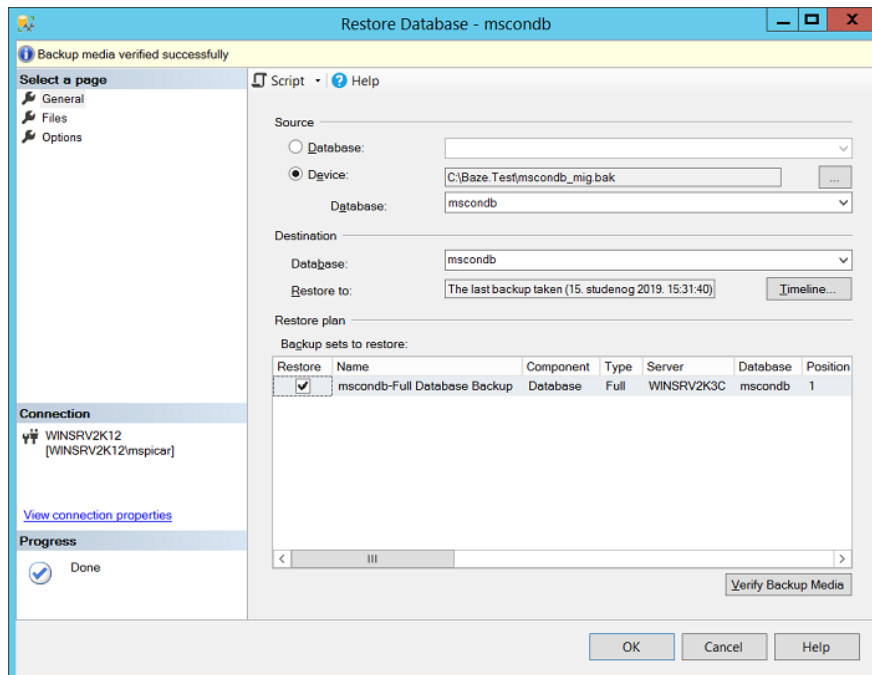 Restore Database - mscondb
Backup media verified successfully
Select a page
General
Files
Options
Script Help
Source
Database:
Device: C:\Baze.Test\mscondb_mig.bak ...
Database: mscondb
Destination
Database: mscondb
Restore to: The last backup taken (15. studenog 2019. 15:31:40) Timeline...
Restore plan
Backup sets to restore:
Restore Name Component Type Server Database Position
mscondb-Full Database Backup Database Full WINSRV2K3C mscondb 1
Connection
WINSRV2K12
[WINSRV2K12\mspicar]
View connection properties
Progress
Done
Verify Backup Media
OK Cancel Help